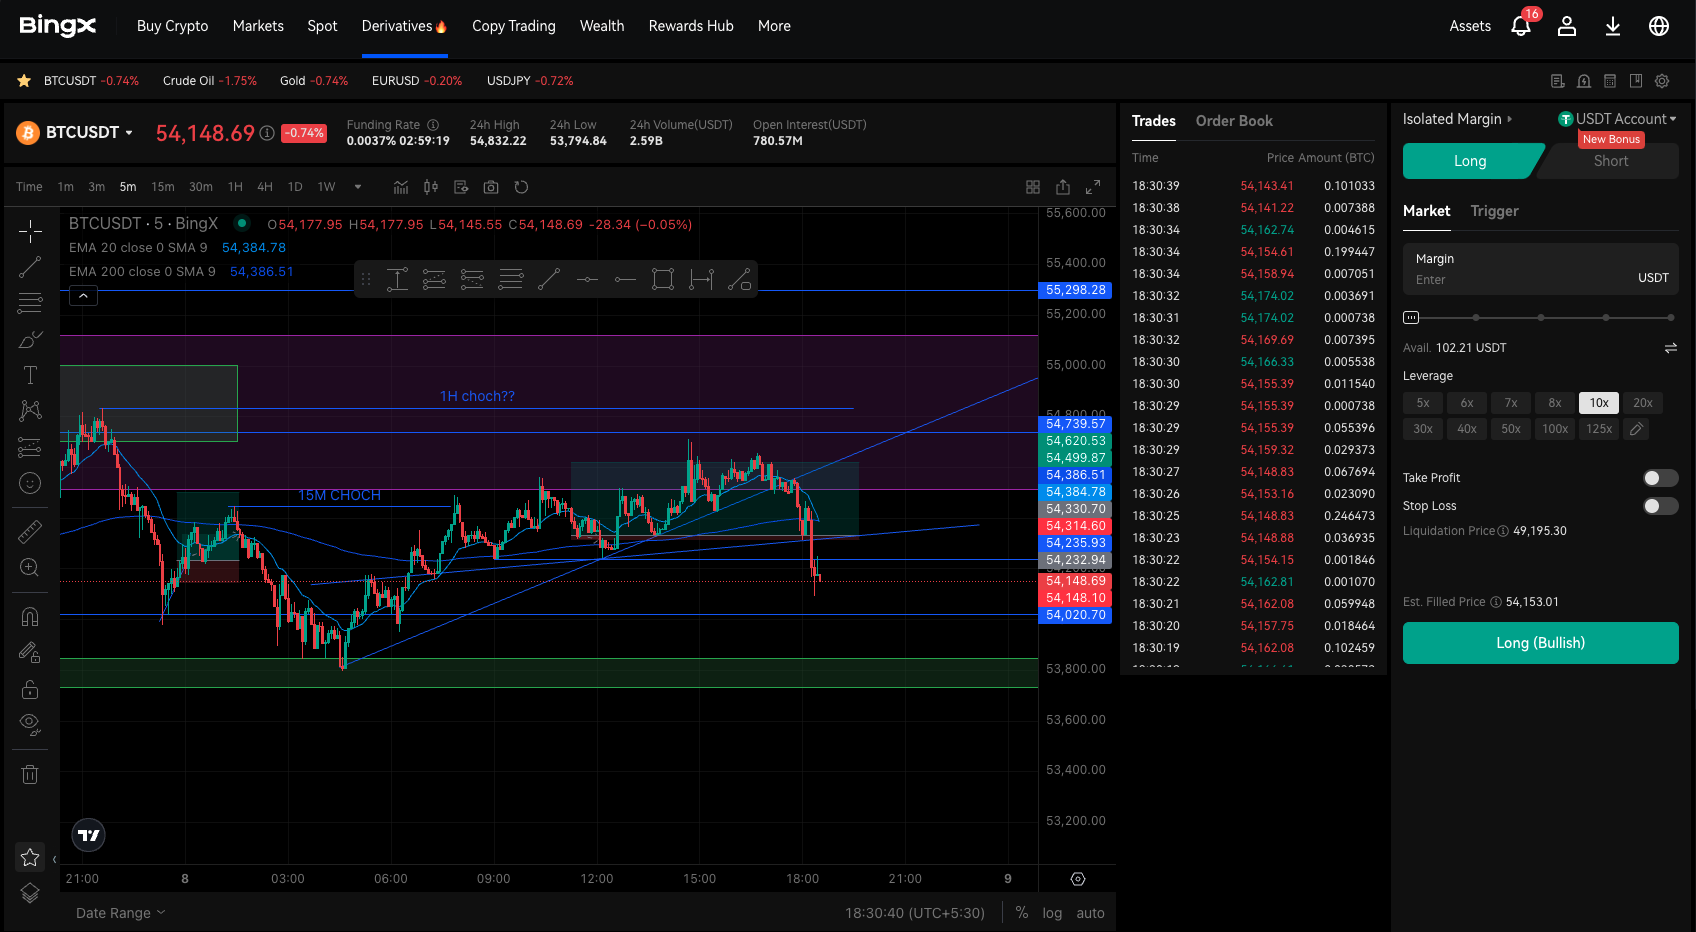 BingX Buy Crypto Markets Spot Derivatives Copy Trading Wealth Rewards Hub More Assets 16
BTCUSDT -0.74% Crude Oil -1.75% Gold -0.74% EURUSD -0.20% USDJPY -0.72%
BTCUSDT 54,148.69 -0.74%
Funding Rate 24h High 24h Low 24h Volume(USDT) Open Interest(USDT)
0.0037% 02:59:19 54,832.22 53,794.84 2.59B 780.57M
Time 1m 3m 5m 15m 30m 1H 4H 1D 1W
BTCUSDT · 5 · BingX O54,177.95 H54,177.95 L54,145.55 C54,148.69 -28.34 (−0.05%)
EMA 20 close 0 SMA 9 54,384.78
EMA 200 close 0 SMA 9 54,386.51
1H choch??
15M CHOCH
55,600.00
55,400.00
55,298.28
55,200.00
55,000.00
54,800.00
54,739.57
54,620.53
54,499.87
54,386.51
54,384.78
54,330.70
54,314.60
54,235.93
54,232.94
54,148.69
54,148.10
54,020.70
53,800.00
53,600.00
53,400.00
53,200.00
21:00 8 03:00 06:00 09:00 12:00 15:00 18:00 21:00 9
Date Range 18:30:40 (UTC+5:30) % log auto
Trades Order Book
Time Price Amount (BTC)
18:30:39 54,143.41 0.101033
18:30:38 54,141.22 0.007388
18:30:34 54,162.74 0.004615
18:30:34 54,154.61 0.199447
18:30:34 54,158.94 0.007051
18:30:32 54,174.02 0.003691
18:30:31 54,174.02 0.000738
18:30:32 54,169.69 0.007395
18:30:30 54,166.33 0.005538
18:30:30 54,155.39 0.011540
18:30:29 54,155.39 0.000738
18:30:29 54,155.39 0.055396
18:30:29 54,159.32 0.029373
18:30:27 54,148.83 0.067694
18:30:26 54,153.16 0.023090
18:30:25 54,148.83 0.246473
18:30:23 54,148.88 0.036935
18:30:22 54,154.15 0.001846
18:30:22 54,162.81 0.001070
18:30:21 54,162.08 0.059948
18:30:20 54,157.75 0.018464
18:30:19 54,162.08 0.102459
Isolated Margin USDT Account
New Bonus
Long Short
Market Trigger
Margin
Enter USDT
Avail. 102.21 USDT
Leverage
5x 6x 7x 8x 10x 20x
30x 40x 50x 100x 125x
Take Profit
Stop Loss
Liquidation Price 49,195.30
Est. Filled Price 54,153.01
Long (Bullish)